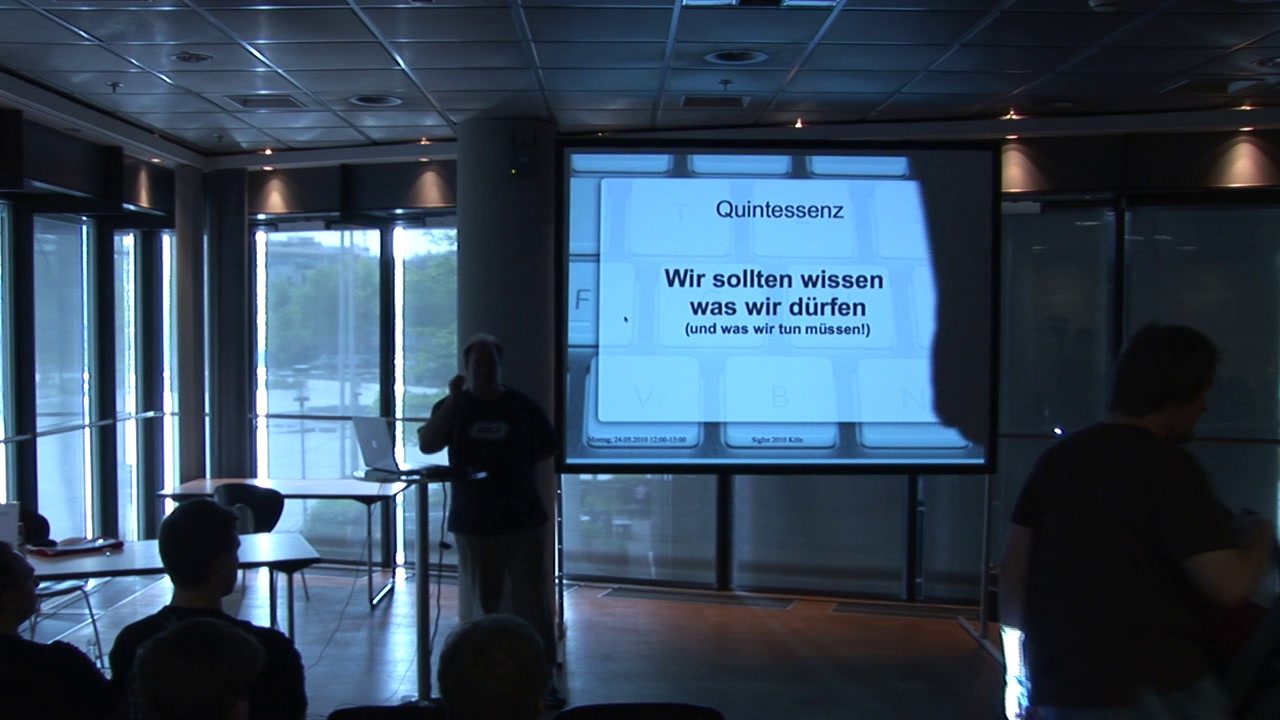 Quintessenz
Wir sollten wissen
was wir dürfen
(und was wir tun müssen!)
T
F
V B N
Montag, 24.05.2010 12:00-13:00 SigInt 2010 Köln